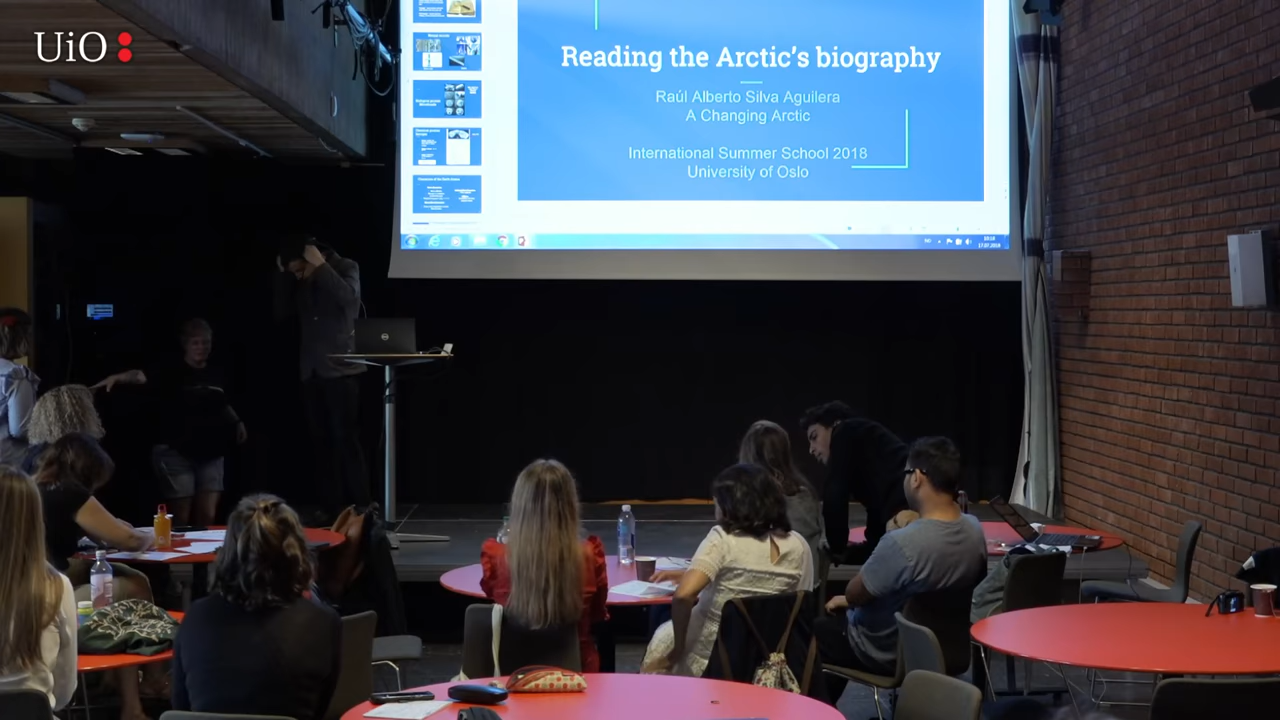 UiO
Reading the Arctic's biography
Raúl Alberto Silva Aguilera
A Changing Arctic
International Summer School 2018
University of Oslo